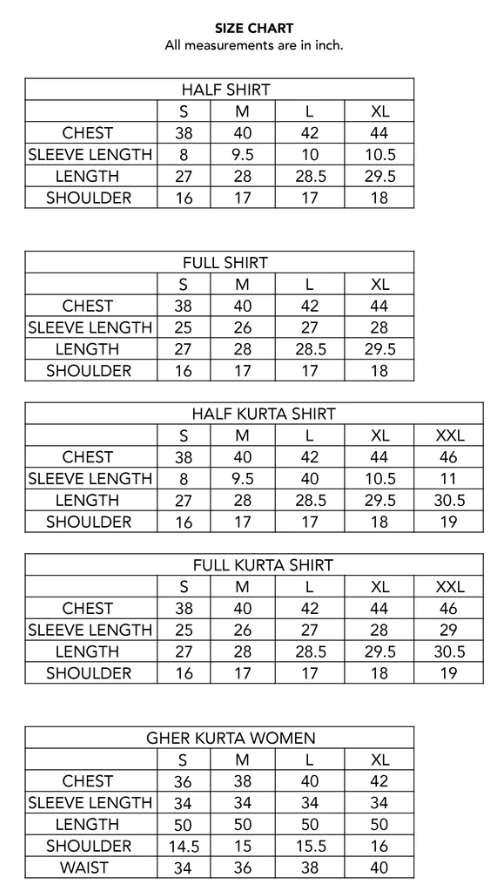 SIZE CHART
All measurements are in inch.
HALF SHIRT
S M L XL
CHEST 38 40 42 44
SLEEVE LENGTH 8 9.5 10 10.5
LENGTH 27 28 28.5 29.5
SHOULDER 16 17 17 18
FULL SHIRT
S M L XL
CHEST 38 40 42 44
SLEEVE LENGTH 25 26 27 28
LENGTH 27 28 28.5 29.5
SHOULDER 16 17 17 18
HALF KURTA SHIRT
S M L XL XXL
CHEST 38 40 42 44 46
SLEEVE LENGTH 8 9.5 40 10.5 11
LENGTH 27 28 28.5 29.5 30.5
SHOULDER 16 17 17 18 19
FULL KURTA SHIRT
S M L XL XXL
CHEST 38 40 42 44 46
SLEEVE LENGTH 25 26 27 28 29
LENGTH 27 28 28.5 29.5 30.5
SHOULDER 16 17 17 18 19
GHER KURTA WOMEN
S M L XL
CHEST 36 38 40 42
SLEEVE LENGTH 34 34 34 34
LENGTH 50 50 50 50
SHOULDER 14.5 15 15.5 16
WAIST 34 36 38 40